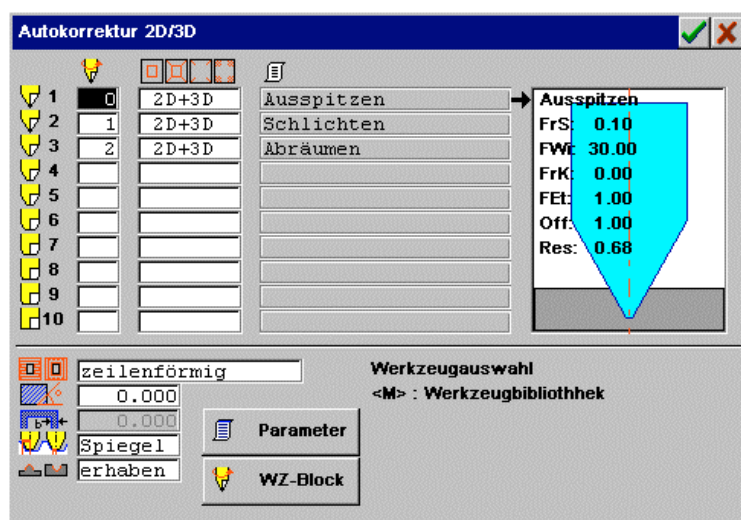 Autokorrektur 2D/3D
1 0 2D+3D Ausspitzen
2 1 2D+3D Schlichten
3 2 2D+3D Abräumen
4
5
6
7
8
9
10
Ausspitzen
FrS: 0.10
FWi: 30.00
FrK: 0.00
FEt: 1.00
Off: 1.00
Res: 0.68
zeilenförmig
0.000
b 0.000
Spiegel
erhaben
Parameter
WZ-Block
Werkzeugauswahl
<M> : Werkzeugbibliothhek